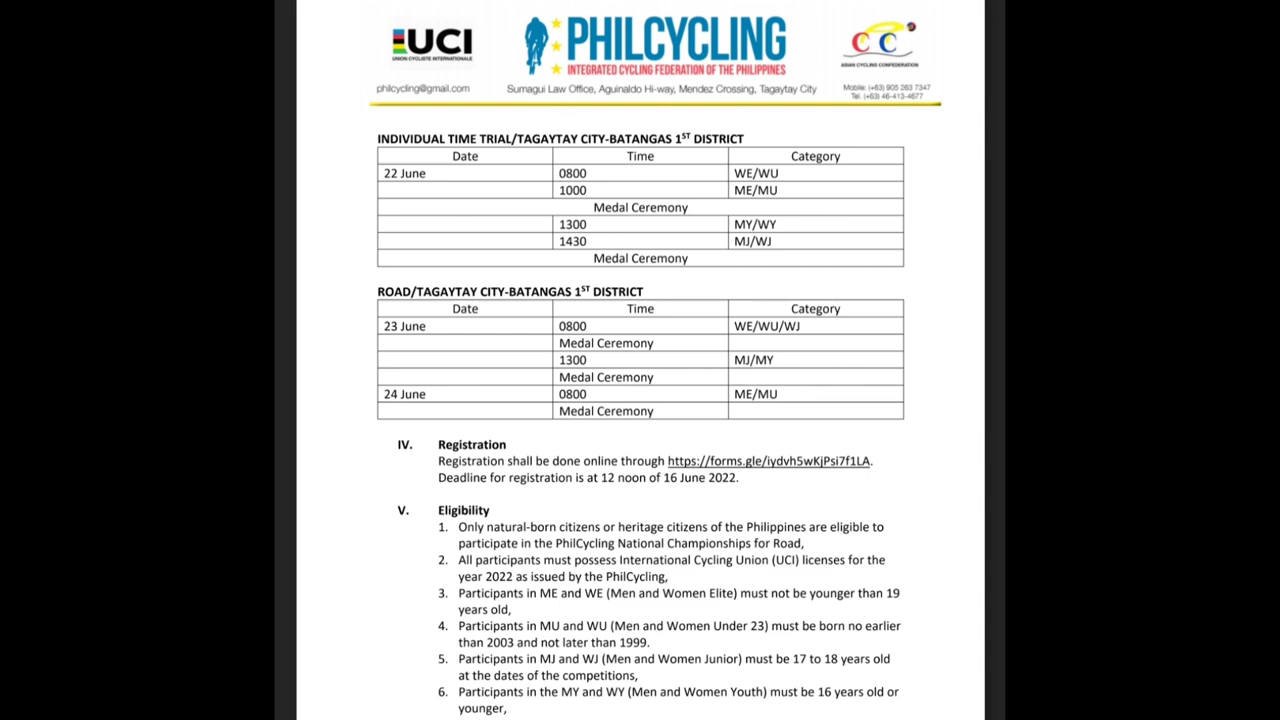 UCI
UNION CYCLISTE INTERNATIONALE
PHILCYCLING
INTEGRATED CYCLING FEDERATION OF THE PHILIPPINES
CC
ASIAN CYCLING CONFEDERATION
philcycling@gmail.com
Sumagui Law Office, Aguinaldo Hi-way, Mendez Crossing, Tagaytay City
Mobile: (+63) 905 263 7347
Tel. (+63) 46-413-4677
INDIVIDUAL TIME TRIAL/TAGAYTAY CITY-BATANGAS 1ST DISTRICT
Date Time Category
22 June 0800 WE/WU
1000 ME/MU
Medal Ceremony
1300 MY/WY
1430 MJ/WJ
Medal Ceremony
ROAD/TAGAYTAY CITY-BATANGAS 1ST DISTRICT
Date Time Category
23 June 0800 WE/WU/WJ
Medal Ceremony
1300 MJ/MY
Medal Ceremony
24 June 0800 ME/MU
Medal Ceremony
IV. Registration
Registration shall be done online through https://forms.gle/iydvh5wKjPsi7f1LA.
Deadline for registration is at 12 noon of 16 June 2022.
V. Eligibility
1. Only natural-born citizens or heritage citizens of the Philippines are eligible to
participate in the PhilCycling National Championships for Road,
2. All participants must possess International Cycling Union (UCI) licenses for the
year 2022 as issued by the PhilCycling,
3. Participants in ME and WE (Men and Women Elite) must not be younger than 19
years old,
4. Participants in MU and WU (Men and Women Under 23) must be born no earlier
than 2003 and not later than 1999.
5. Participants in MJ and WJ (Men and Women Junior) must be 17 to 18 years old
at the dates of the competitions,
6. Participants in the MY and WY (Men and Women Youth) must be 16 years old or
younger,